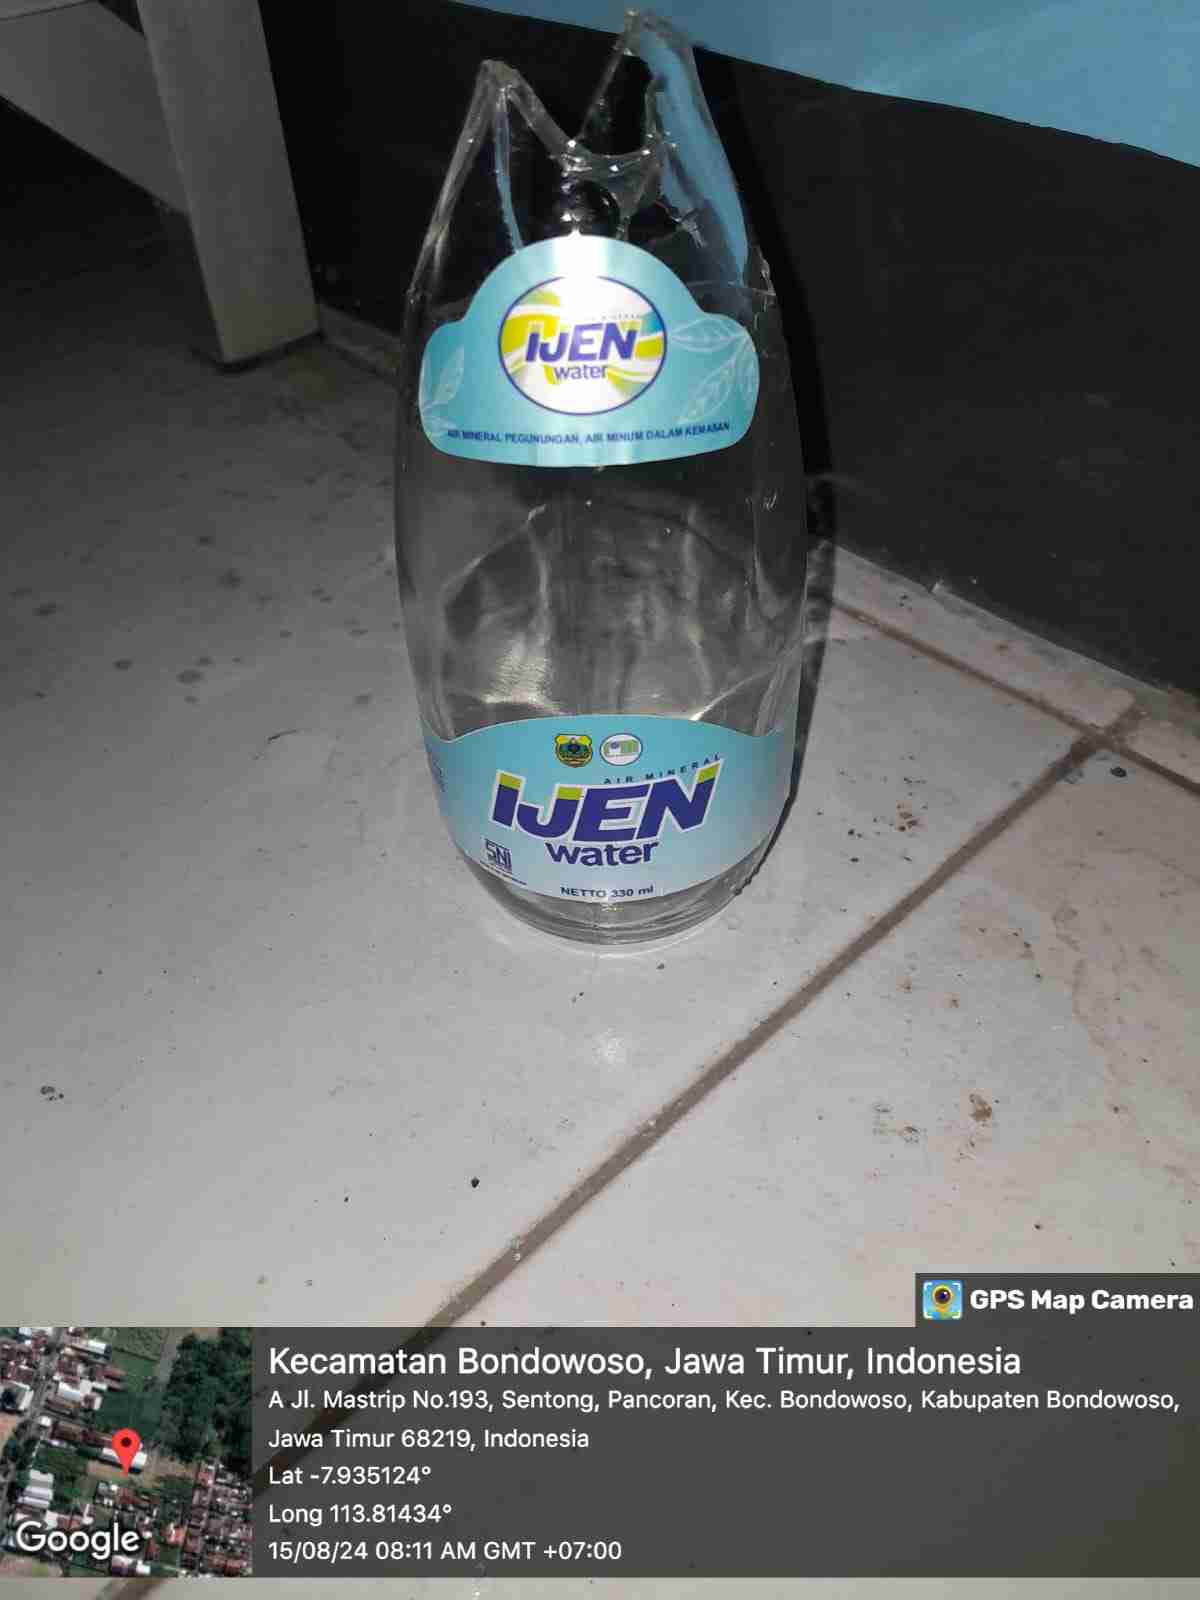 IJEN
water
AIR MINERAL PEGUNUNGAN, AIR MINUM DALAM KEMASAN
AIR MINERAL
IJEN
water
SNI
NETTO 330 ml
GPS Map Camera
Kecamatan Bondowoso, Jawa Timur, Indonesia
A Jl. Mastrip No.193, Sentong, Pancoran, Kec. Bondowoso, Kabupaten Bondowoso,
Jawa Timur 68219, Indonesia
Lat -7.935124°
Long 113.81434°
15/08/24 08:11 AM GMT +07:00
Google